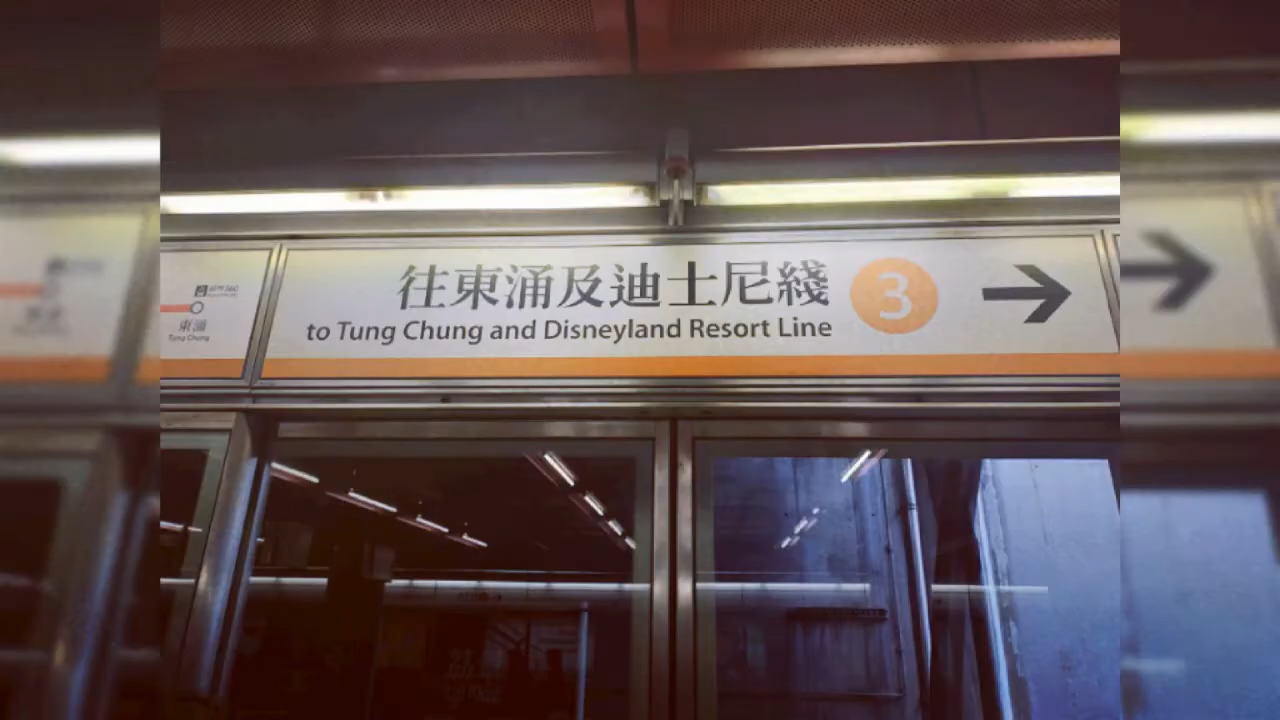 往東涌及迪士尼綫
to Tung Chung and Disneyland Resort Line
3
東涌
Tung Chung